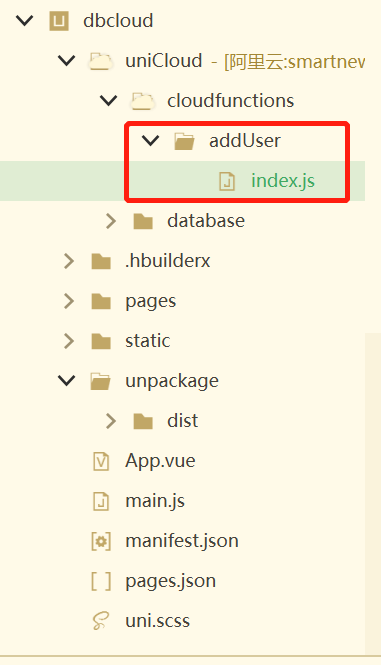 dbcloud
uniCloud - [阿里云:smartnew
cloudfunctions
addUser
index.js
database
.hbuilderx
pages
static
unpackage
dist
App.vue
main.js
manifest.json
pages.json
uni.scss